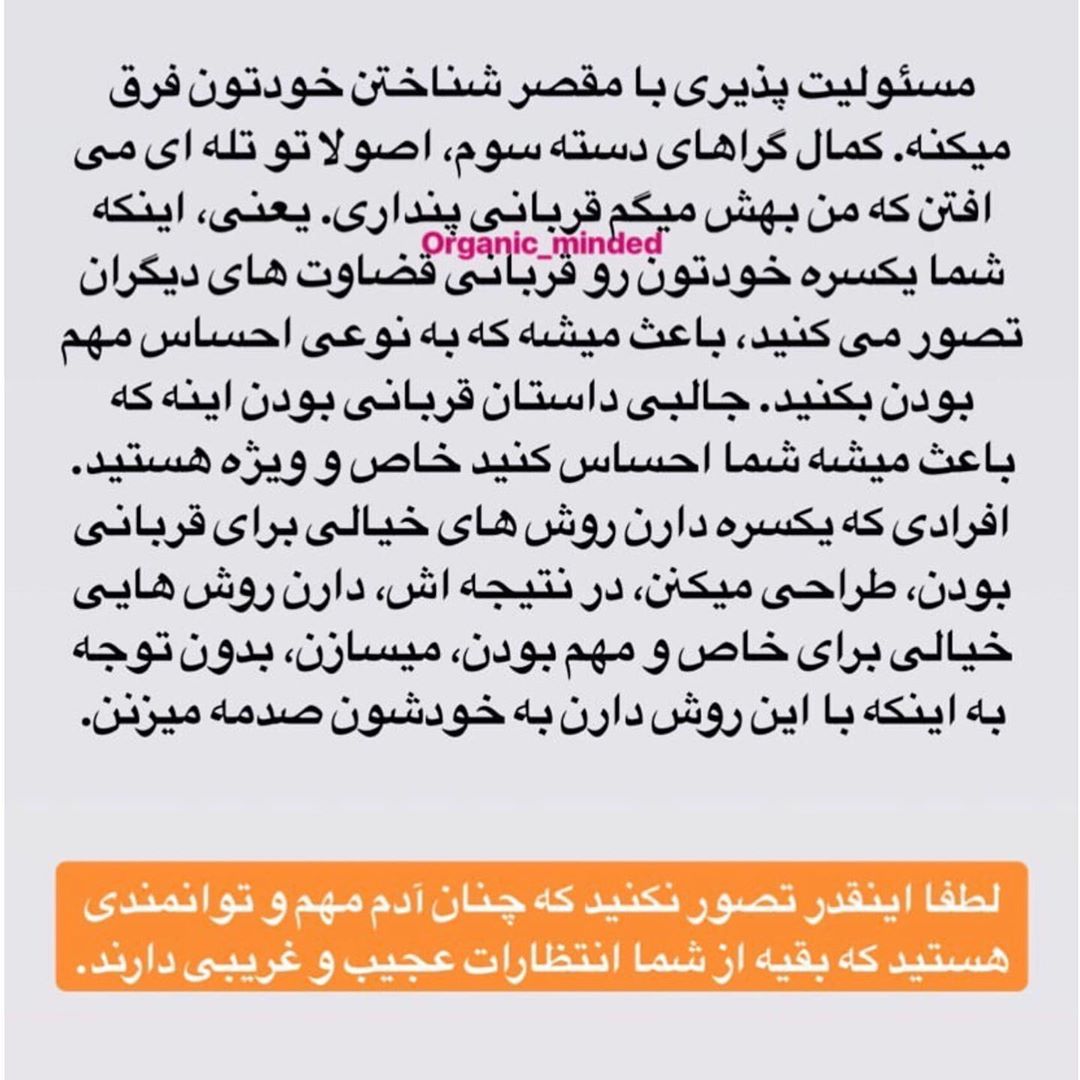 مسئولیت پذیری با مقصر شناختن خودتون فرق
میکنه. کمال گراهای دسته سوم، اصولا تو تله ای می
افتن که من بهش میگم قربانی پنداری. یعنی، اینکه
Organic_minded
شما یکسره خودتون رو قربانی قضاوت های دیگران
تصور می کنید، باعث میشه که به نوعی احساس مهم
بودن بکنید. جالبی داستان قربانی بودن اینه که
باعث میشه شما احساس کنید خاص و ویژه هستید.
افرادی که یکسره دارن روش های خیالی برای قربانی
بودن، طراحی میکنن، در نتیجه اش، دارن روش هایی
خیالی برای خاص و مهم بودن، میسازن، بدون توجه
به اینکه با این روش دارن به خودشون صدمه میزنن.
لطفا اینقدر تصور نکنید که چنان آدم مهم و توانمندی
هستید که بقیه از شما انتظارات عجیب و غریبی دارند.